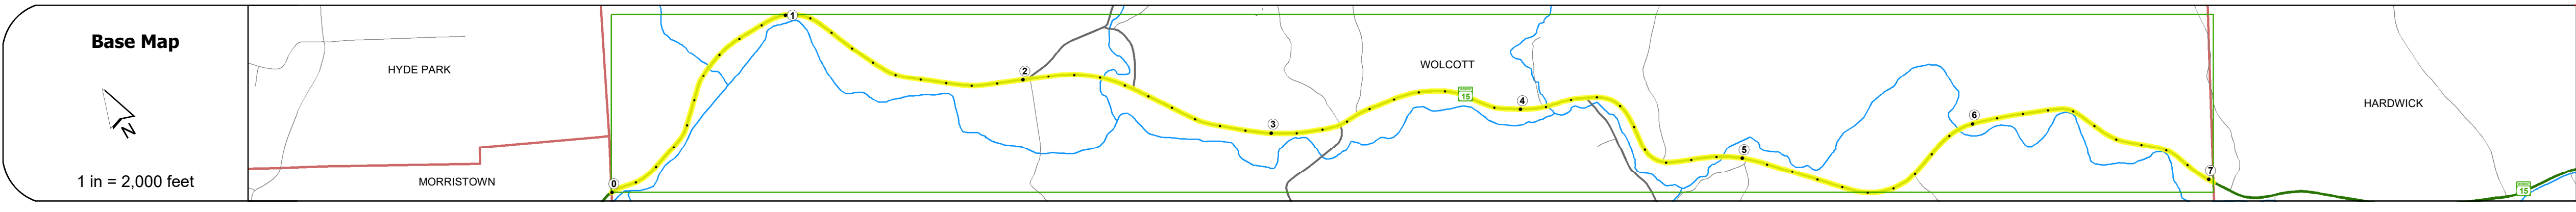 Base Map
N
1 in = 2,000 feet
HYDE PARK
MORRISTOWN
0
1
2
3
WOLCOTT
15
4
5
6
7
HARDWICK
15